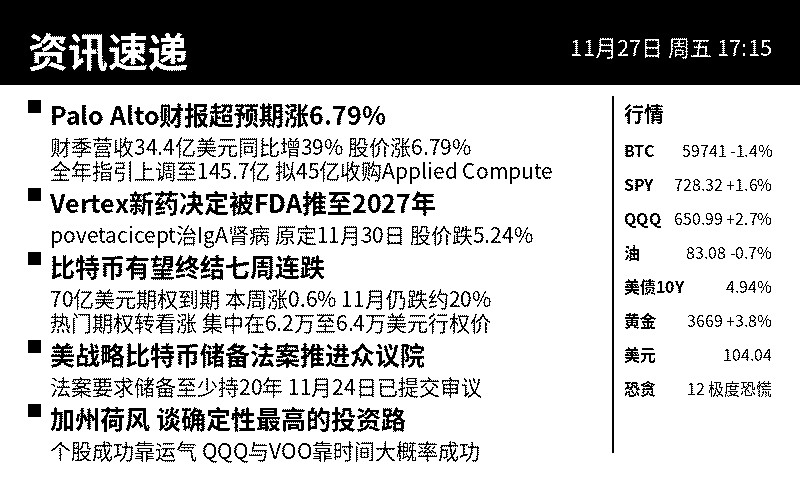 资讯速递
11月27日 周五 17:15
Palo Alto财报超预期涨6.79%
财季营收34.4亿美元同比增39% 股价涨6.79%
全年指引上调至145.7亿 拟45亿收购Applied Compute
Vertex新药决定被FDA推至2027年
povetacicept治IgA肾病 原定11月30日 股价跌5.24%
比特币有望终结七周连跌
70亿美元期权到期 本周涨0.6% 11月仍跌约20%
热门期权转看涨 集中在6.2万至6.4万美元行权价
美战略比特币储备法案推进众议院
法案要求储备至少持20年 11月24日已提交审议
加州荷风 谈确定性最高的投资路
个股成功靠运气 QQQ与VOO靠时间大概率成功
行情
BTC 59741 -1.4%
SPY 728.32 +1.6%
QQQ 650.99 +2.7%
油 83.08 -0.7%
美债10Y 4.94%
黄金 3669 +3.8%
美元 104.04
恐贪 12 极度恐慌